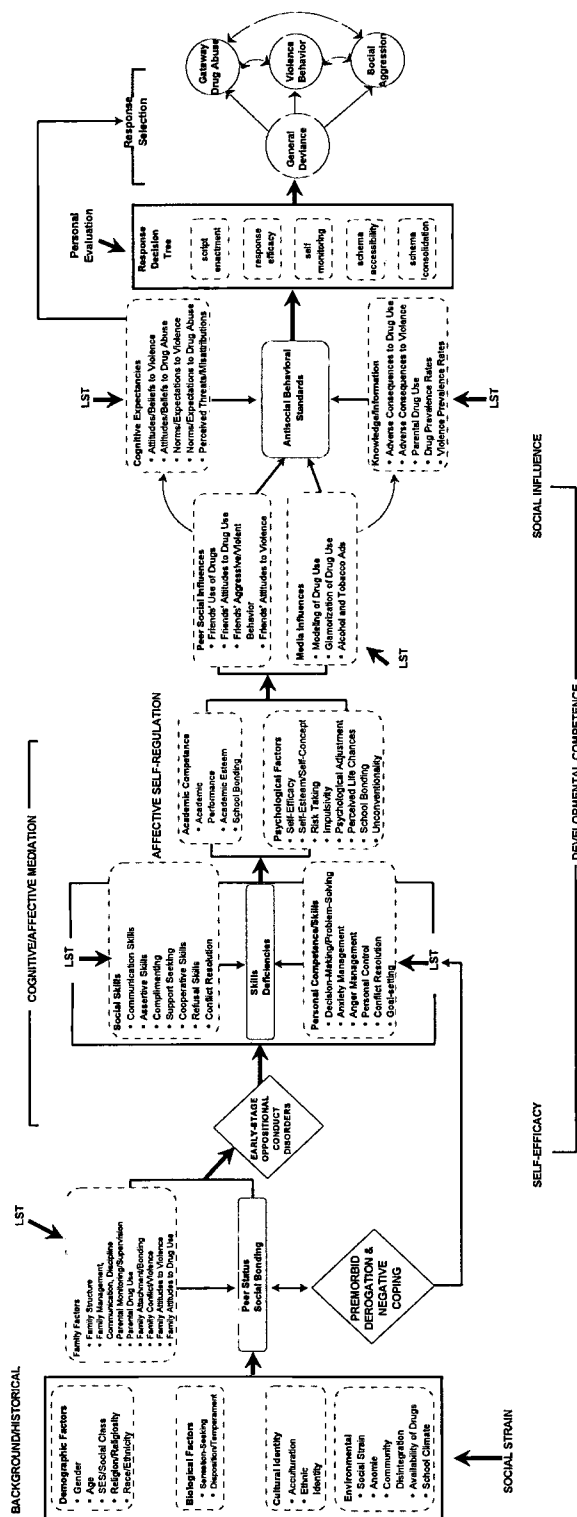 BACKGROUND/HISTORICAL
Demographic Factors
• Gender
• Age
• SES/Social Class
• Religion/Religiosity
• Race/Ethnicity
Biological Factors
• Sensation-Seeking
• Disposition/Temperament
Cultural Identity
• Acculturation
• Ethnic
Identity
Environmental
• Social Strain
• Anomie
• Community
Disintegration
• Availability of Drugs
• School Climate
SOCIAL STRAIN
LST
Family Factors
• Family Structure
• Family Management,
Communication, Discipline
• Parental Monitoring/Supervision
• Parental Drug Use
• Family Attachment/Bonding
• Family Conflict/Violence
• Family Attitudes to Violence
• Family Attitudes to Drug Use
Peer Status
Social Bonding
PREMORBID
DEROGATION &
NEGATIVE
COPING
EARLY-STAGE
OPPOSITIONAL
CONDUCT
DISORDERS
SELF-EFFICACY
COGNITIVE/AFFECTIVE MEDIATION
LST
Social Skills
• Communication Skills
• Assertive Skills
• Complimenting
• Support Seeking
• Cooperative Skills
• Refusal Skills
• Conflict Resolution
Skills
Deficiencies
Personal Competence/Skills
• Decision-Making/Problem-Solving
• Anxiety Management
• Anger Management
• Personal Control
• Conflict Resolution
• Goal-setting
LST
AFFECTIVE SELF-REGULATION
Academic Competence
• Academic
Performance
• Academic Esteem
• School Bonding
Psychological Factors
• Self-Efficacy
• Self-Esteem/Self-Concept
• Risk Taking
• Impulsivity
• Psychological Adjustment
• Perceived Life Chances
• School Bonding
• Unconventionality
Peer Social Influences
• Friends' Use of Drugs
• Friends' Attitudes to Drug Use
• Friends' Aggressive/Violent
Behavior
• Friends' Attitudes to Violence
Media Influences
• Modeling of Drug Use
• Glamorization of Drug Use
• Alcohol and Tobacco Ads
LST
DEVELOPMENTAL COMPETENCE
SOCIAL INFLUENCE
LST
Cognitive Expectancies
• Attitudes/Beliefs to Violence
• Attitudes/Beliefs to Drug Abuse
• Norms/Expectations to Violence
• Norms/Expectations to Drug Abuse
• Perceived Threats/Misattributions
Antisocial Behavioral
Standards
Knowledge/Information
• Adverse Consequences to Drug Use
• Adverse Consequences to Violence
• Parental Drug Use
• Drug Prevalence Rates
• Violence Prevalence Rates
LST
Personal
Evaluation
Response
Decision
Tree
script
enactment
response
efficacy
self
monitoring
schema
accessibility
schema
consolidation
Response
Selection
General
Deviance
Gateway
Drug Abuse
Violence
Behavior
Social
Aggression